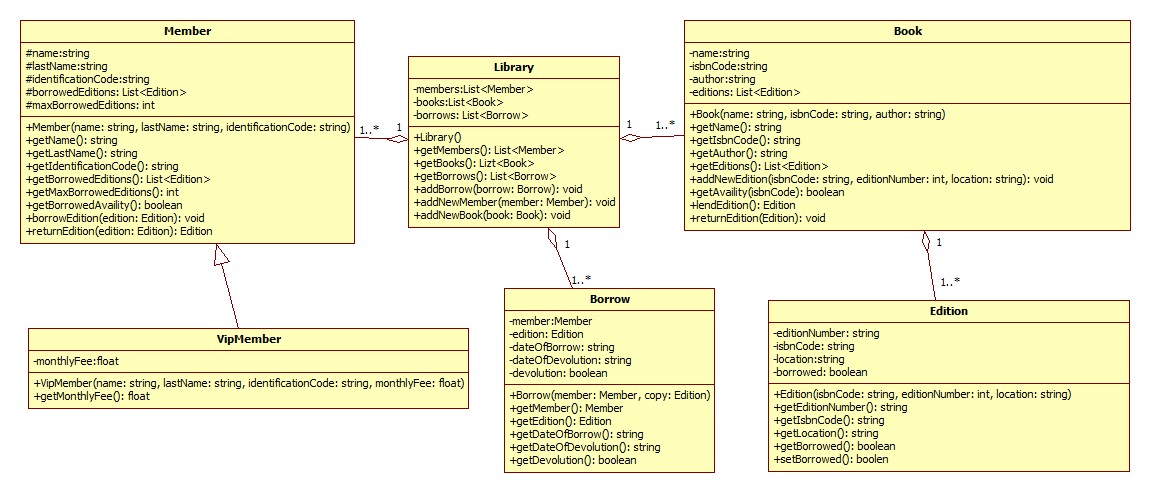 Member
#name:string
#lastName:string
#identificationCode:string
#borrowedEditions: List<Edition>
#maxBorrowedEditions: int
+Member(name: string, lastName: string, identificationCode: string)
+getName(): string
+getLastName(): string
+getIdentificationCode(): string
+getBorrowedEditions(): List<Edition>
+getMaxBorrowedEditions(): int
+getBorrowedAvaility(): boolean
+borrowEdition(edition: Edition): void
+returnEdition(edition: Edition): Edition
1..*
1
Library
-members:List<Member>
-books:List<Book>
-borrows: List<Borrow>
+Library()
+getMembers(): List<Member>
+getBooks(): Lizt<Book>
+getBorrows(): List<Borrow>
+addBorrow(borrow: Borrow): void
+addNewMember(member: Member): void
+addNewBook(book: Book): void
1
1..*
Book
-name:string
-isbnCode:string
-author:string
-editions: List<Edition>
+Book(name: string, isbnCode: string, author: string)
+getName(): string
+getIsbnCode(): string
+getAuthor(): string
+getEditions(): List<Edition>
+addNewEdition(isbnCode: string, editionNumber: int, location: string): void
+getAvaility(isbnCode): boolean
+lendEdition(): Edition
+returnEdition(Edition): void
1
1..*
1
1..*
VipMember
-monthlyFee:float
+VipMember(name: string, lastName: string, identificationCode: string, monthlyFee: float)
+getMonthlyFee(): float
Borrow
-member:Member
-edition: Edition
-dateOfBorrow: string
-dateOfDevolution: string
-devolution: boolean
+Borrow(member: Member, copy: Edition)
+getMember(): Member
+getEdition(): Edition
+getDateOfBorrow(): string
+getDateOfDevolution(): string
+getDevolution(): boolean
Edition
-editionNumber: string
-isbnCode: string
-location:string
-borrowed: boolean
+Edition(isbnCode: string, editionNumber: int, location: string)
+getEditionNumber(): string
+getIsbnCode(): string
+getLocation(): string
+getBorrowed(): boolean
+setBorrowed(): boolen